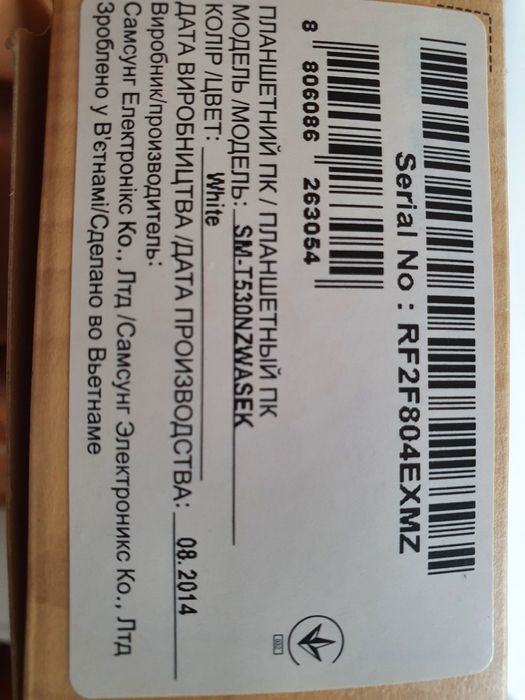 Serial No : RF2F804EXMZ
8 806086 263054
ПЛАНШЕТНИЙ ПК / ПЛАНШЕТНЫЙ ПК
МОДЕЛЬ /МОДЕЛЬ: SM-T530NZWASEK
КОЛІР /ЦВЕТ: White
ДАТА ВИРОБНИЦТВА /ДАТА ПРОИЗВОДСТВА: 08.2014
Виробник/производитель:
Самсунг Електронікс Ко., Лтд /Самсунг Электроникс Ко., Лтд
Зроблено у В'єтнамі/Сделано во Вьетнаме